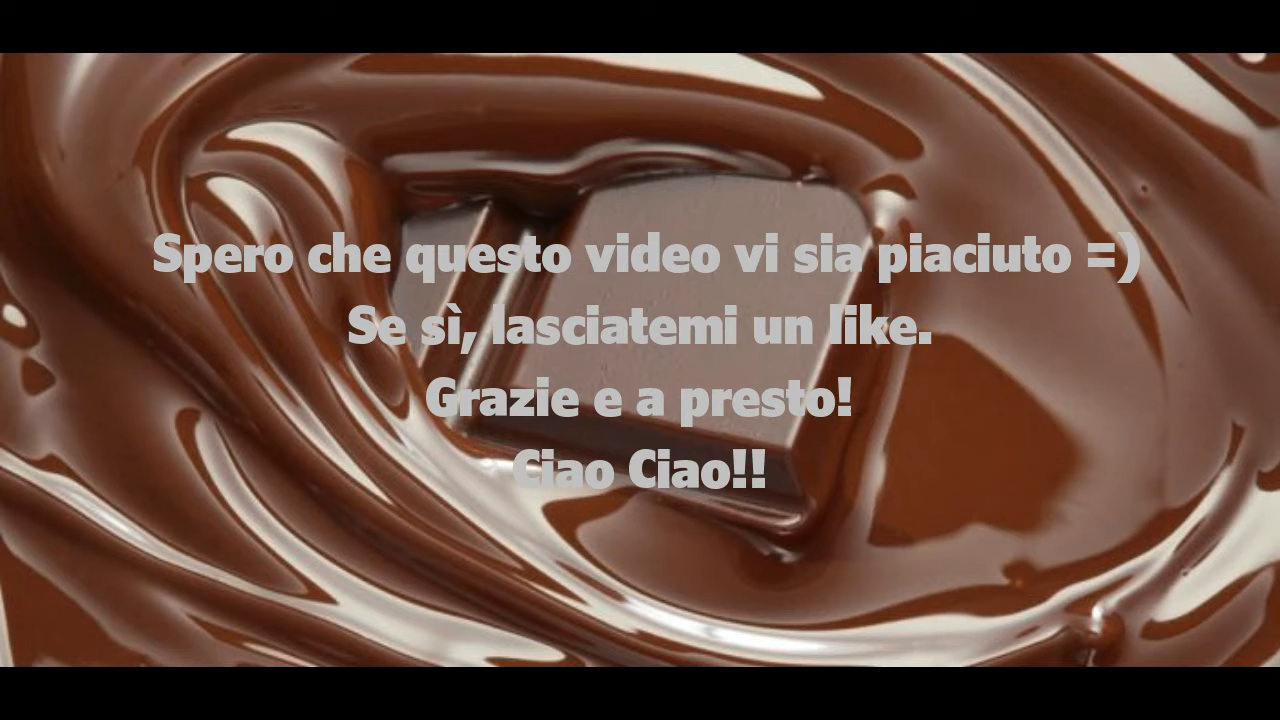 Spero che questo video vi sia piaciuto =)
Se sì, lasciatemi un like.
Grazie e a presto!
Ciao Ciao!!